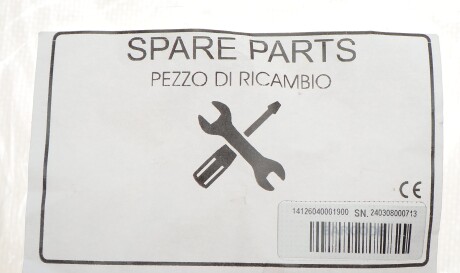 SPARE PARTS
PEZZO DI RICAMBIO
CE
14126040001900 SN. 240308000713